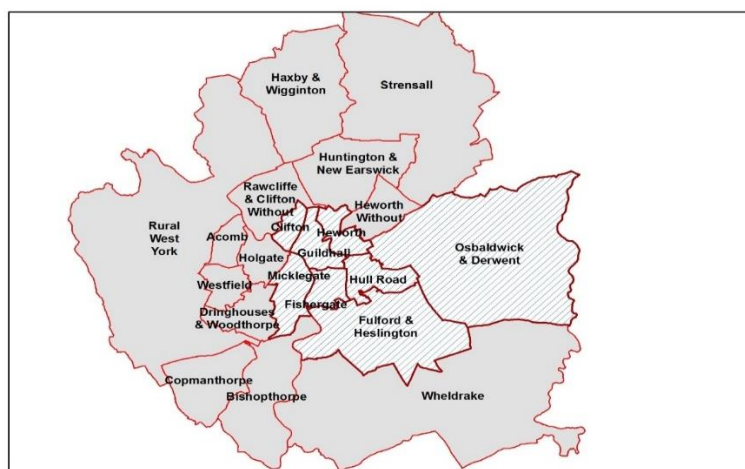 Haxby &
Wigginton
Strensall
Huntington &
New Earswick
Rawcliffe
& Clifton
Without
Heworth
Without
Clifton
Heworth
Rural
West
York
Acomb
Osbaldwick
& Derwent
Guildhall
Holgate
Micklegate
Hull Road
Westfield
Fishergate
Dringhouses
& Woodthorpe
Fulford &
Heslington
Copmanthorpe
Bishopthorpe
Wheldrake